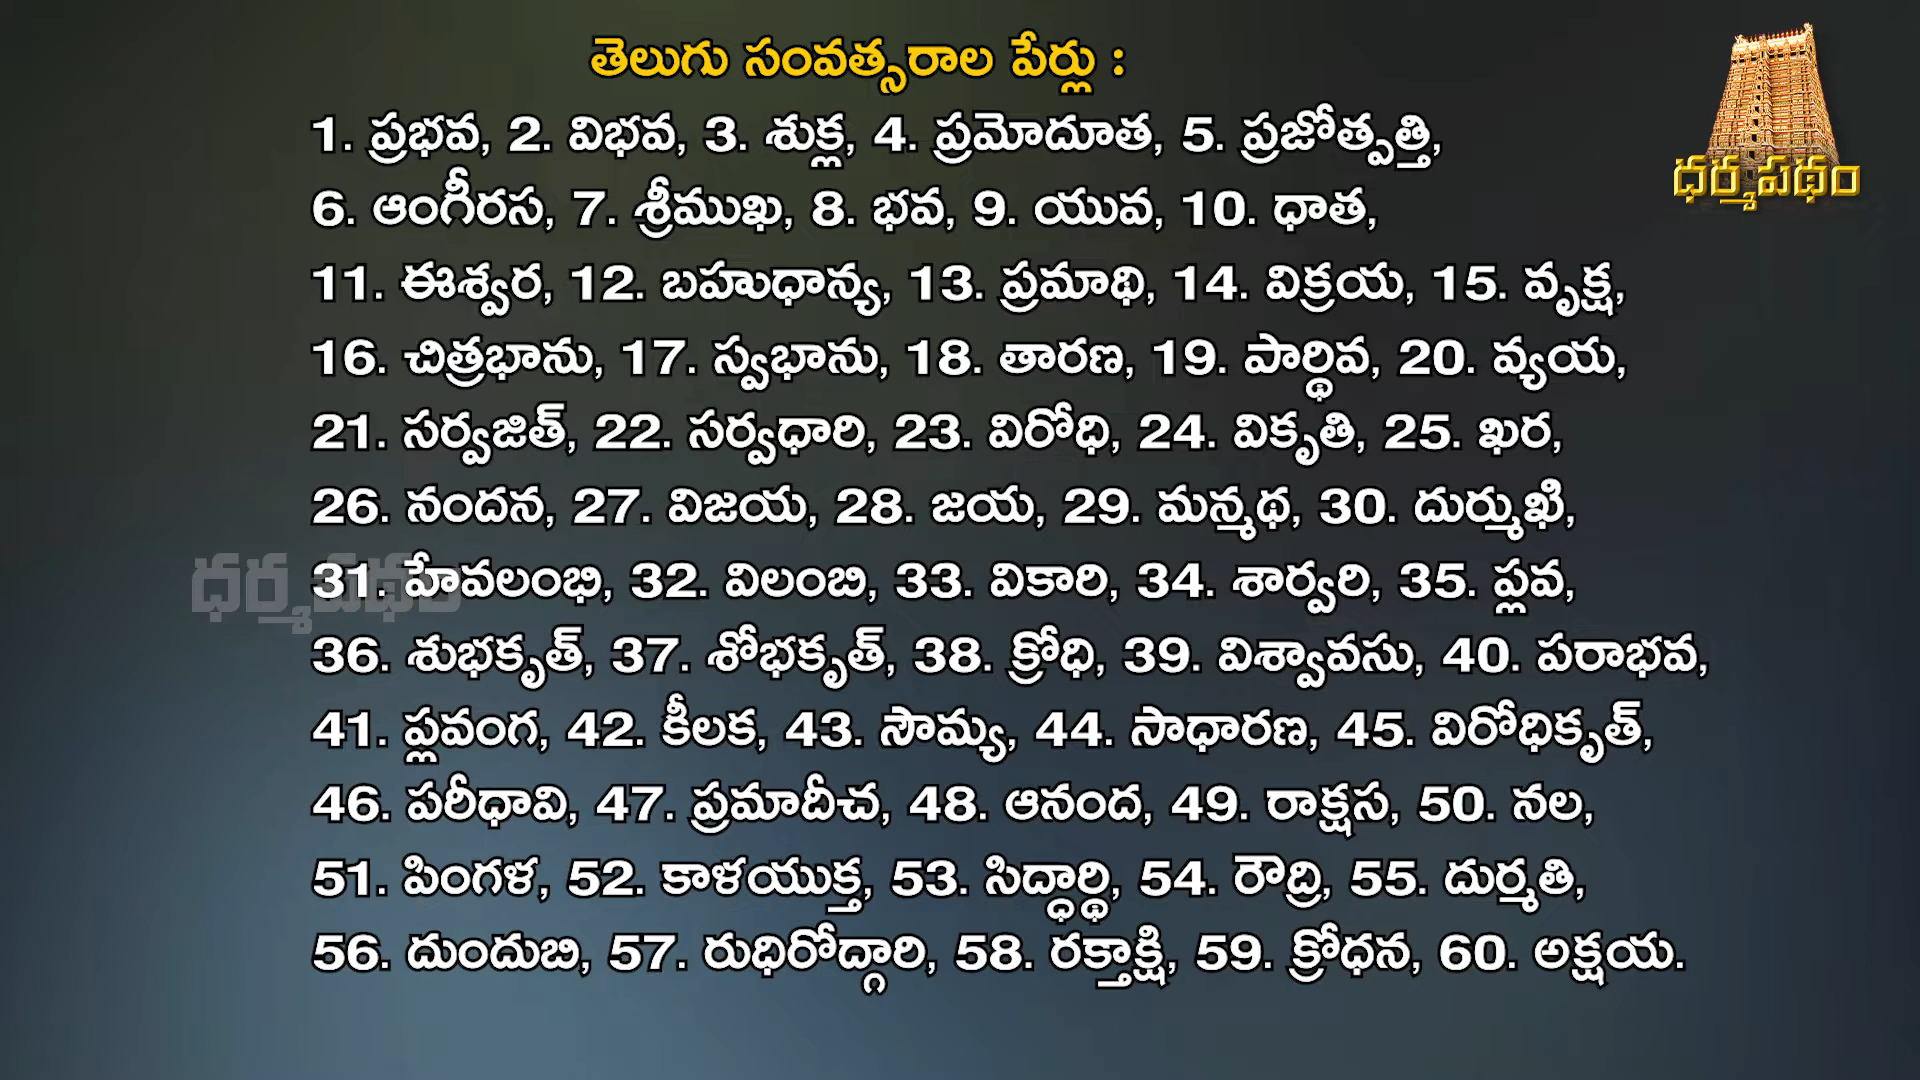 తెలుగు సంవత్సరాల పేర్లు :
1. ప్రభవ, 2. విభవ, 3. శుక్ల, 4. ప్రమోదూత, 5. ప్రజోత్పత్తి,
6. ఆంగీరస, 7. శ్రీముఖ, 8. భవ, 9. యువ, 10. ధాత,
11. ఈశ్వర, 12. బహుధాన్య, 13. ప్రమాథి, 14. విక్రయ, 15. వృక్ష,
16. చిత్రభాను, 17. స్వభాను, 18. తారణ, 19. పార్థివ, 20. వ్యయ,
21. సర్వజిత్, 22. సర్వధారి, 23. విరోధి, 24. వికృతి, 25. ఖర,
26. నందన, 27. విజయ, 28. జయ, 29. మన్మథ, 30. దుర్ముఖి,
31. హేవలంభి, 32. విలంబి, 33. వికారి, 34. శార్వరి, 35. ప్లవ,
36. శుభకృత్, 37. శోభకృత్, 38. క్రోధి, 39. విశ్వావసు, 40. పరాభవ,
41. ప్లవంగ, 42. కీలక, 43. సౌమ్య, 44. సాధారణ, 45. విరోధికృత్,
46. పరీధావి, 47. ప్రమాదీచ, 48. ఆనంద, 49. రాక్షస, 50. నల,
51. పింగళ, 52. కాళయుక్త, 53. సిద్ధార్థి, 54. రౌద్రి, 55. దుర్మతి,
56. దుందుబి, 57. రుధిరోద్గారి, 58. రక్తాక్షి, 59. క్రోధన, 60. అక్షయ.
ధర్మపథం
ధర్మపథం